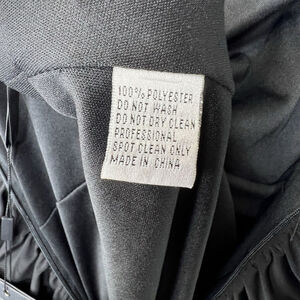 100% POLYESTER
DO NOT WASH
DO NOT DRY CLEAN
PROFESSIONAL
SPOT CLEAN ONLY
MADE IN CHINA